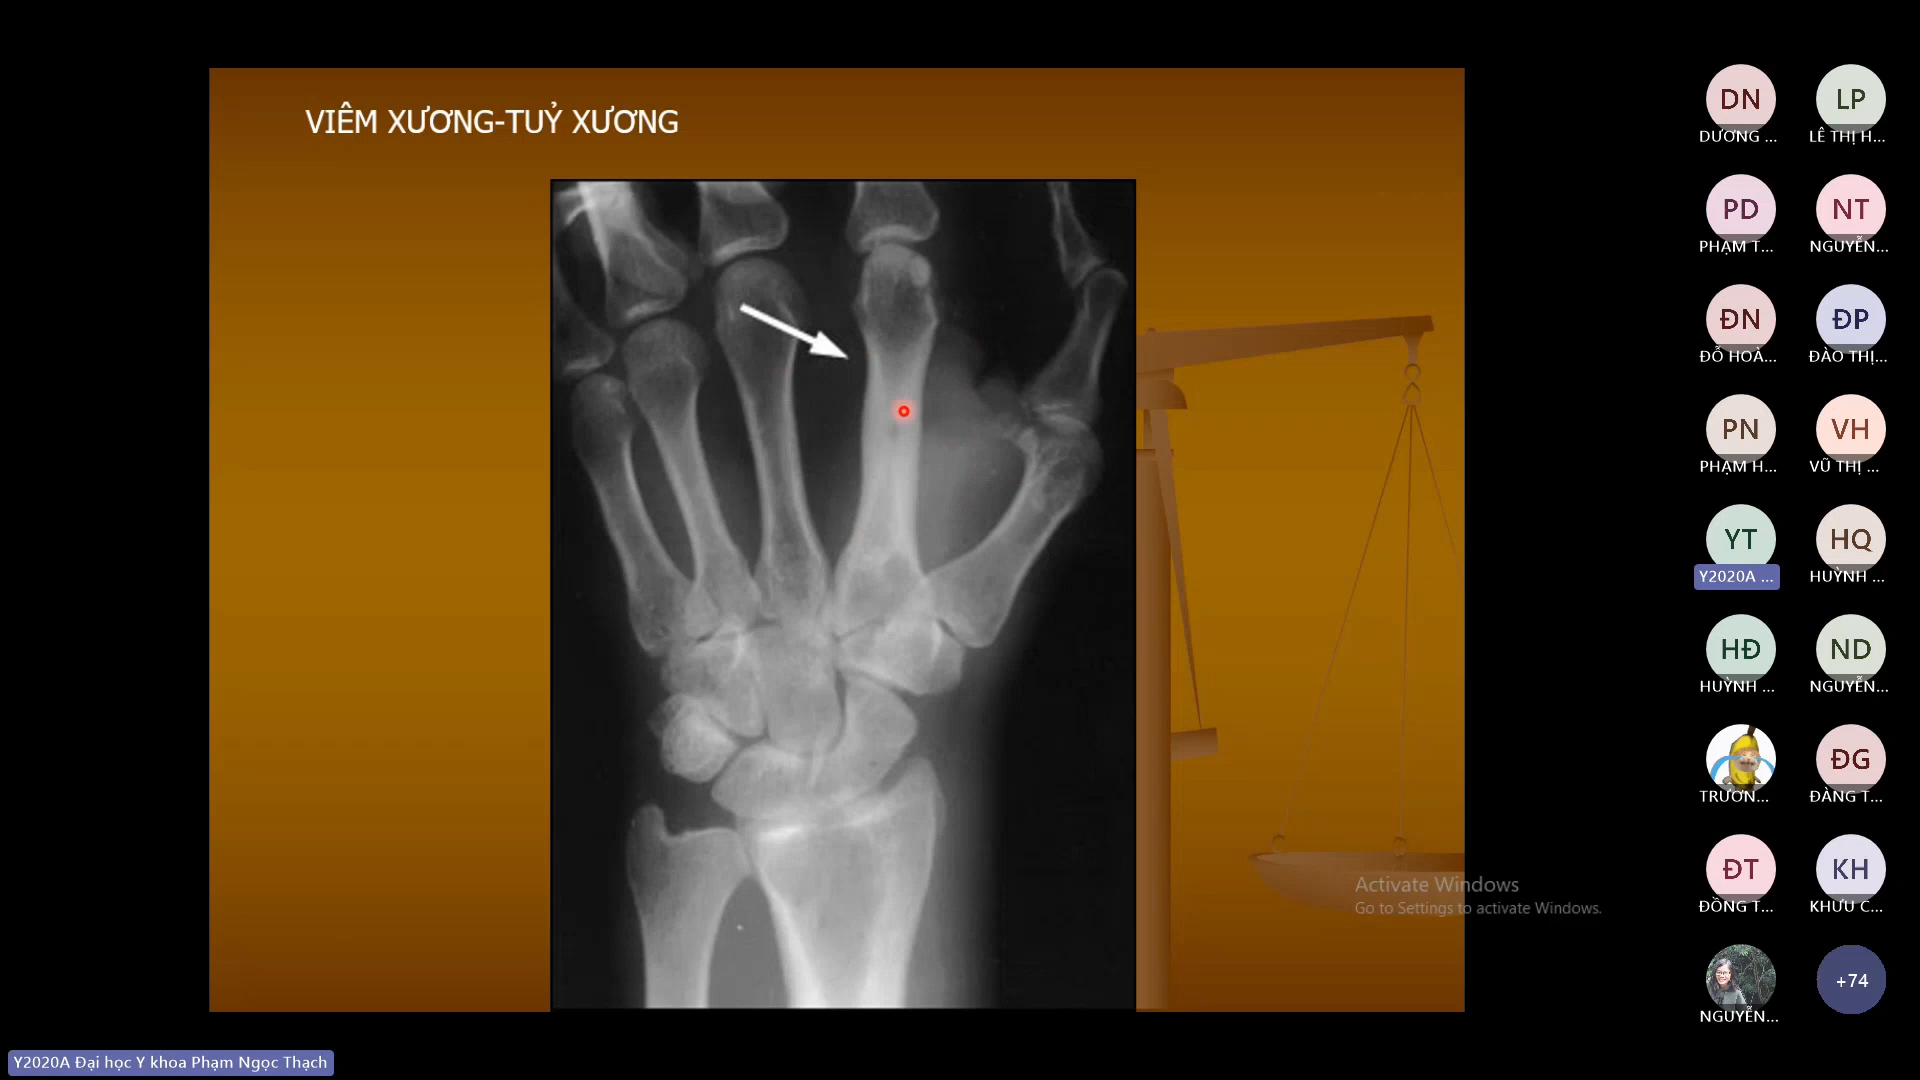 VIÊM XƯƠNG-TUỶ XƯƠNG
DN
DƯƠNG ...
LP
LÊ THỊ H...
PD
PHẠM T...
NT
NGUYỄN...
ĐN
ĐỖ HOÀ...
ĐP
ĐÀO THỊ...
PN
PHẠM H...
VH
VŨ THỊ ...
YT
Y2020A ...
HQ
HUỲNH ...
HĐ
HUỲNH ...
ND
NGUYỄN...
TRƯƠN...
ĐG
ĐÀNG T...
ĐT
ĐỒNG T...
KH
KHƯU C...
NGUYỄN...
+74
Activate Windows
Go to Settings to activate Windows.
Y2020A Đại học Y khoa Phạm Ngọc Thạch